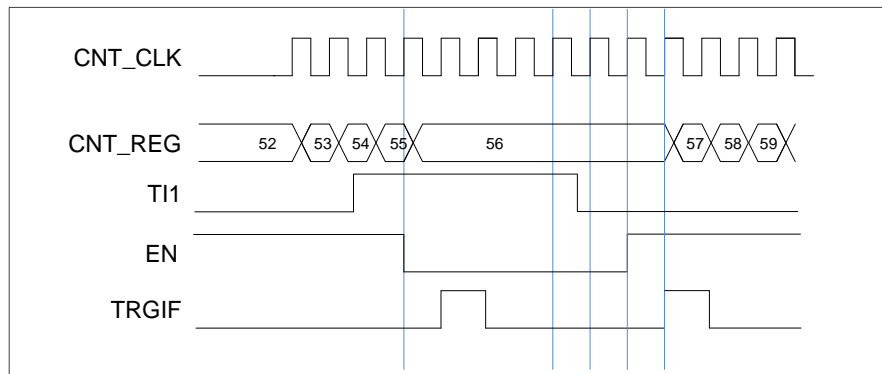 CNT_CLK
CNT_REG 52 53 54 55 56 57 58 59
TI1
EN
TRGIF